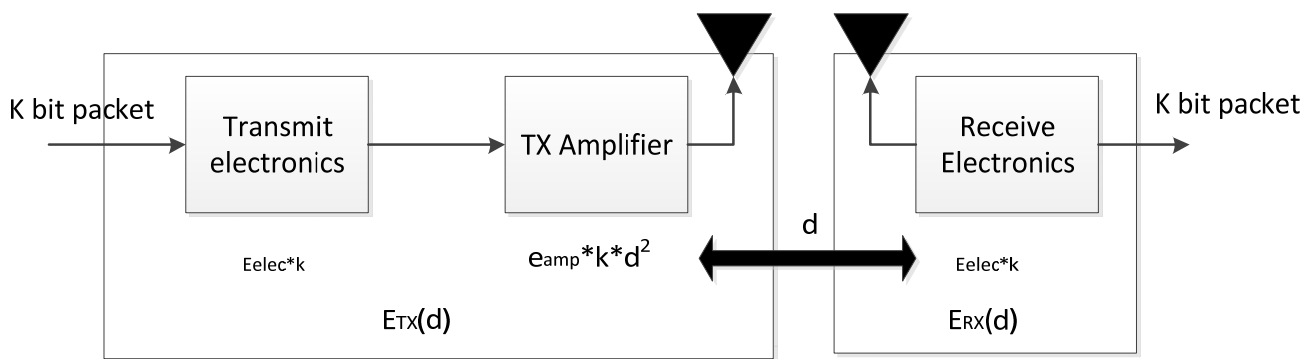 K bit packet
Transmit
electronics
TX Amplifier
Receive
Electronics
K bit packet
d
Eelec*k
eamp*k*d²
Eelec*k
ETX(d)
ERX(d)